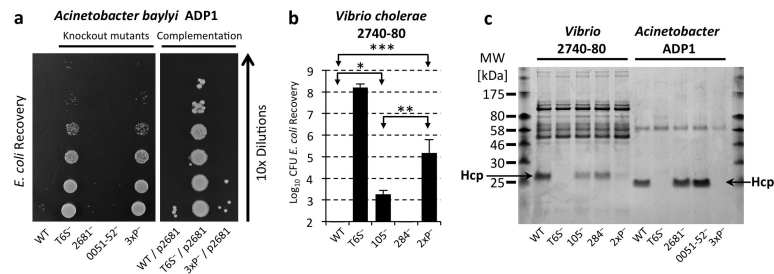 a
Acinetobacter baylyi ADP1
Knockout mutants
Complementation
E. coli Recovery
10x Dilutions
WT
T6S⁻
2681⁻
0051-52⁻
3xP⁻
WT / p2681
T6S⁻/ p2681
3xP⁻/ p2681
b
Vibrio cholerae
2740-80
***
*
**
Log₁₀ CFU E. coli Recovery
9
8
7
6
5
4
3
2
WT
T6S⁻
105⁻
284⁻
2xP⁻
c
Vibrio
2740-80
Acinetobacter
ADP1
MW
[kDa]
175
80
58
46
30
25
Hcp
Hcp
WT
T6S⁻
105⁻
284⁻
2xP⁻
WT
T6S⁻
2681⁻
0051-52⁻
3xP⁻